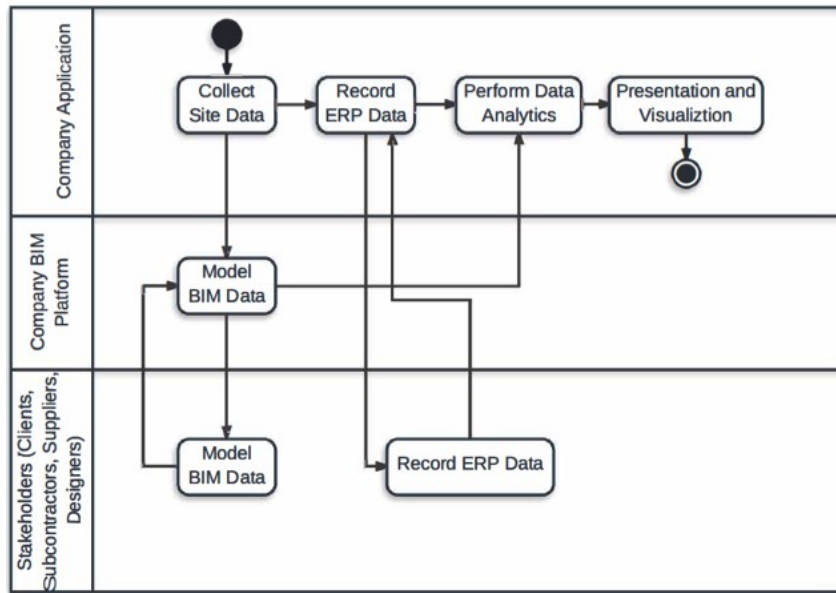 Company Application
Collect
Site Data
Record
ERP Data
Perform Data
Analytics
Presentation and
Visualiztion
Company BIM
Platform
Model
BIM Data
Stakeholders (Clients,
Subcontractors, Suppliers,
Designers)
Model
BIM Data
Record ERP Data